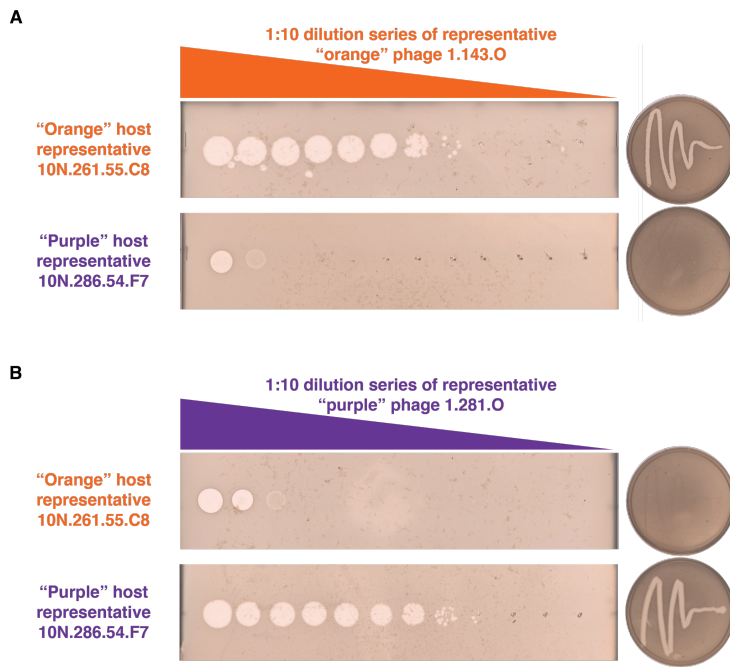 A
1:10 dilution series of representative
“orange” phage 1.143.O
“Orange” host
representative
10N.261.55.C8
“Purple” host
representative
10N.286.54.F7
B
1:10 dilution series of representative
“purple” phage 1.281.O
“Orange” host
representative
10N.261.55.C8
“Purple” host
representative
10N.286.54.F7